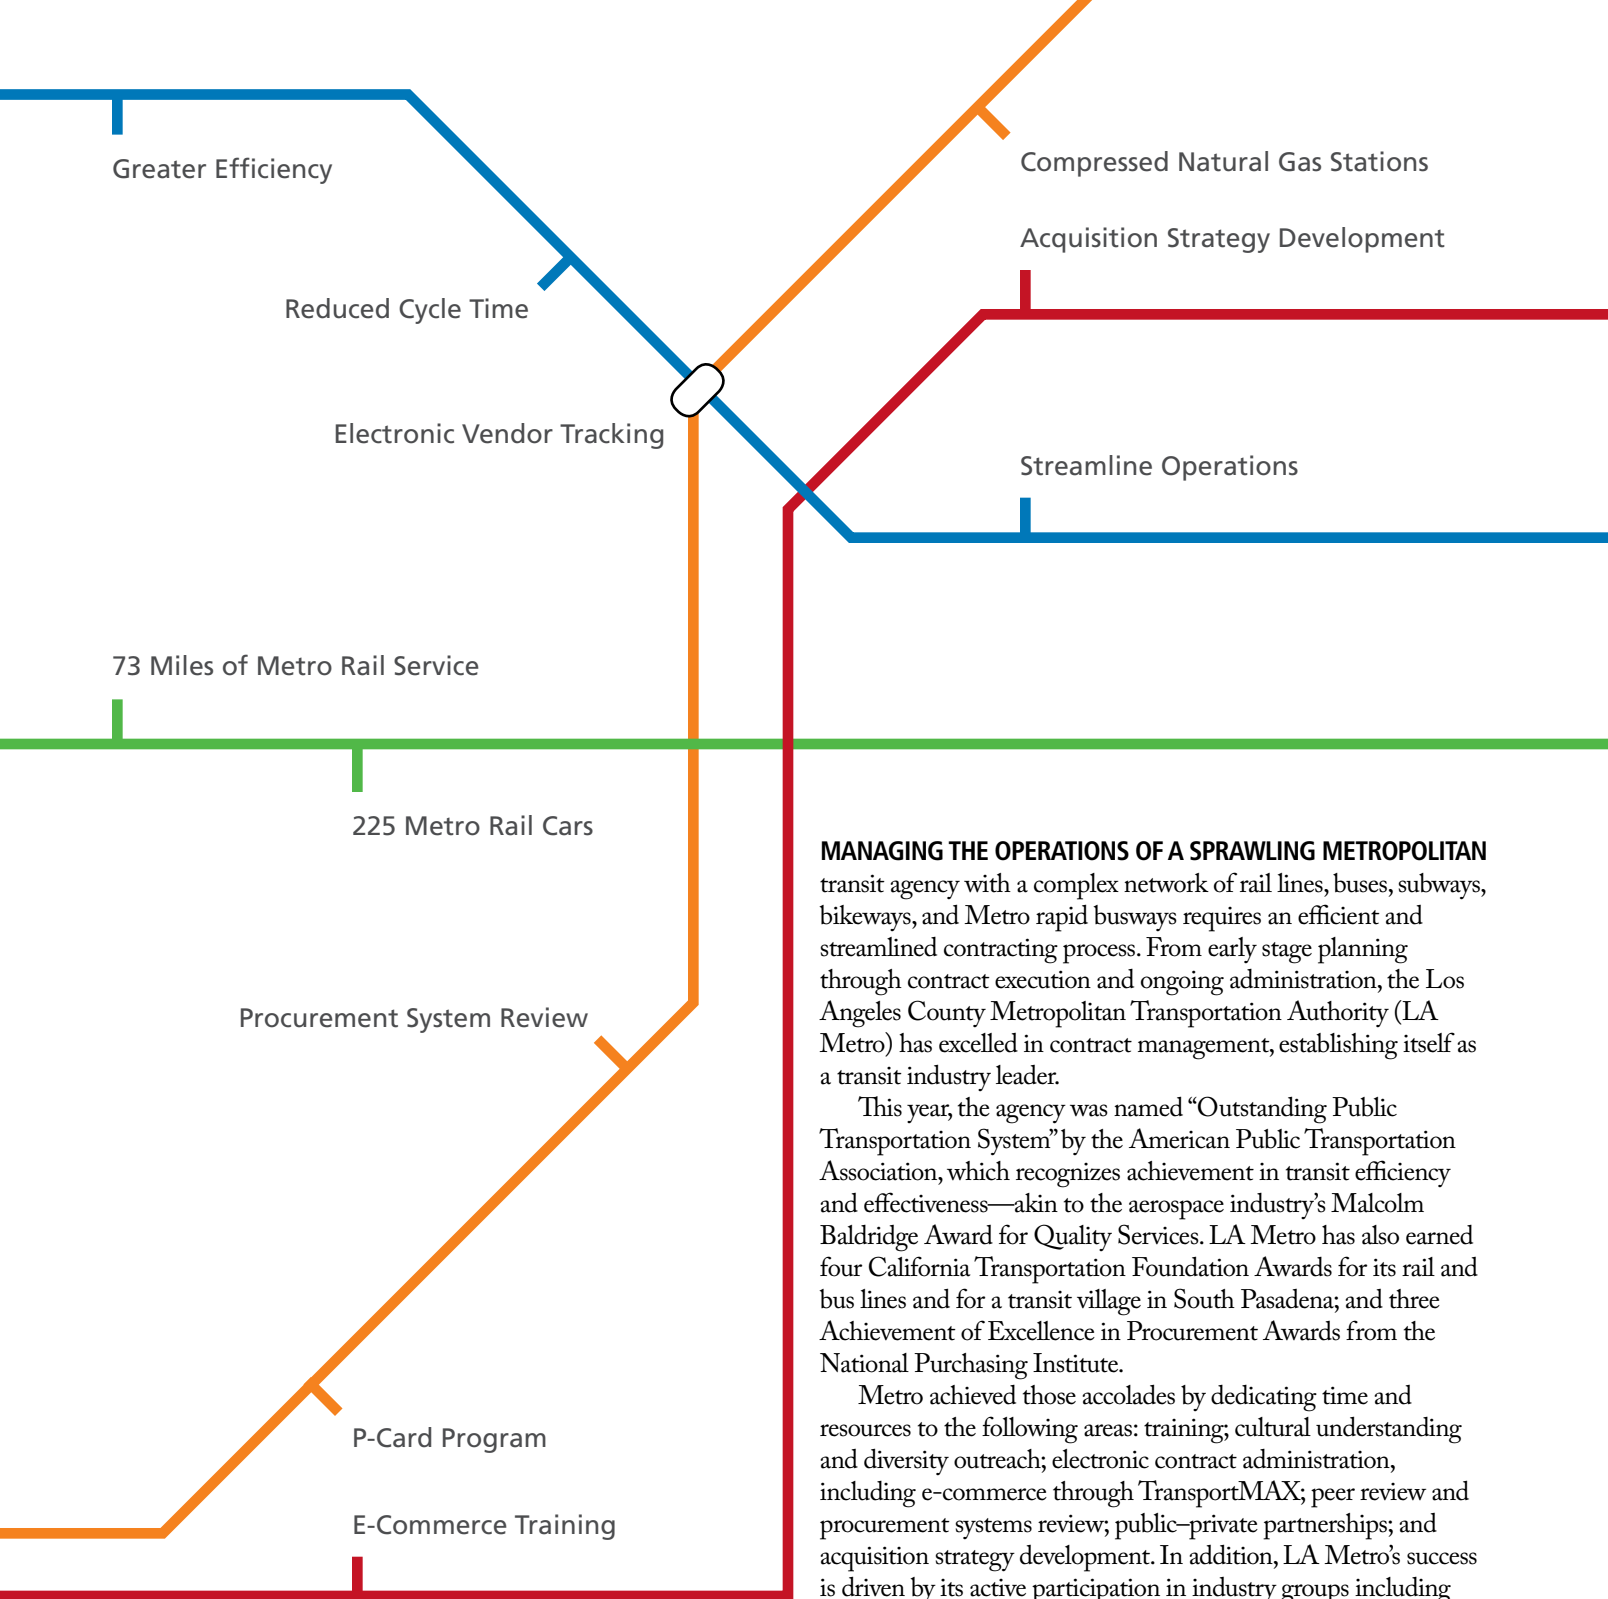 Greater Efficiency
Compressed Natural Gas Stations
Acquisition Strategy Development
Reduced Cycle Time
Electronic Vendor Tracking
Streamline Operations
73 Miles of Metro Rail Service
225 Metro Rail Cars
Procurement System Review
P-Card Program
E-Commerce Training
MANAGING THE OPERATIONS OF A SPRAWLING METROPOLITAN
transit agency with a complex network of rail lines, buses, subways,
bikeways, and Metro rapid busways requires an efficient and
streamlined contracting process. From early stage planning
through contract execution and ongoing administration, the Los
Angeles County Metropolitan Transportation Authority (LA
Metro) has excelled in contract management, establishing itself as
a transit industry leader.
This year, the agency was named “Outstanding Public
Transportation System” by the American Public Transportation
Association, which recognizes achievement in transit efficiency
and effectiveness—akin to the aerospace industry’s Malcolm
Baldridge Award for Quality Services. LA Metro has also earned
four California Transportation Foundation Awards for its rail and
bus lines and for a transit village in South Pasadena; and three
Achievement of Excellence in Procurement Awards from the
National Purchasing Institute.
Metro achieved those accolades by dedicating time and
resources to the following areas: training; cultural understanding
and diversity outreach; electronic contract administration,
including e-commerce through TransportMAX; peer review and
procurement systems review; public–private partnerships; and
acquisition strategy development. In addition, LA Metro’s success
is driven by its active participation in industry groups including